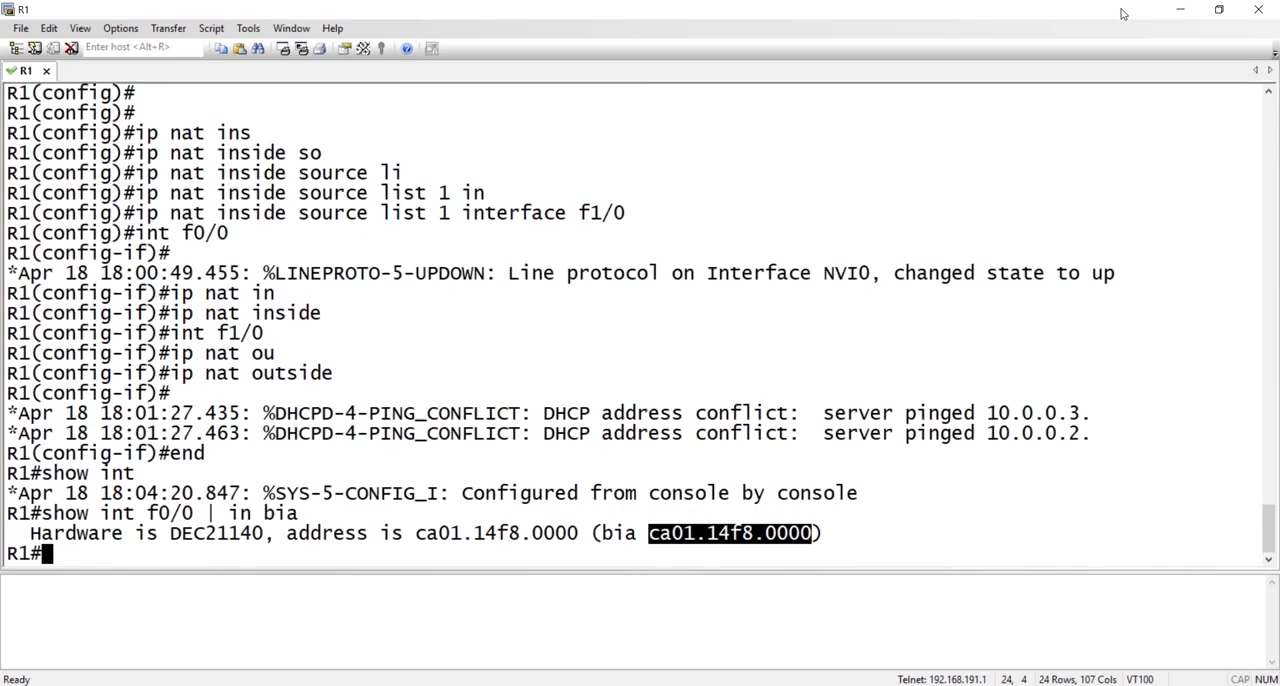 R1
File Edit View Options Transfer Script Tools Window Help
Enter host <Alt+R>
R1
R1(config)#
R1(config)#
R1(config)#ip nat ins
R1(config)#ip nat inside so
R1(config)#ip nat inside source li
R1(config)#ip nat inside source list 1 in
R1(config)#ip nat inside source list 1 interface f1/0
R1(config)#int f0/0
R1(config-if)#
*Apr 18 18:00:49.455: %LINEPROTO-5-UPDOWN: Line protocol on Interface NVI0, changed state to up
R1(config-if)#ip nat in
R1(config-if)#ip nat inside
R1(config-if)#int f1/0
R1(config-if)#ip nat ou
R1(config-if)#ip nat outside
R1(config-if)#
*Apr 18 18:01:27.435: %DHCPD-4-PING_CONFLICT: DHCP address conflict:  server pinged 10.0.0.3.
*Apr 18 18:01:27.463: %DHCPD-4-PING_CONFLICT: DHCP address conflict:  server pinged 10.0.0.2.
R1(config-if)#end
R1#show int
*Apr 18 18:04:20.847: %SYS-5-CONFIG_I: Configured from console by console
R1#show int f0/0 | in bia
  Hardware is DEC21140, address is ca01.14f8.0000 (bia ca01.14f8.0000)
R1#
Ready Telnet: 192.168.191.1 24, 4 24 Rows, 107 Cols VT100 CAP NUM